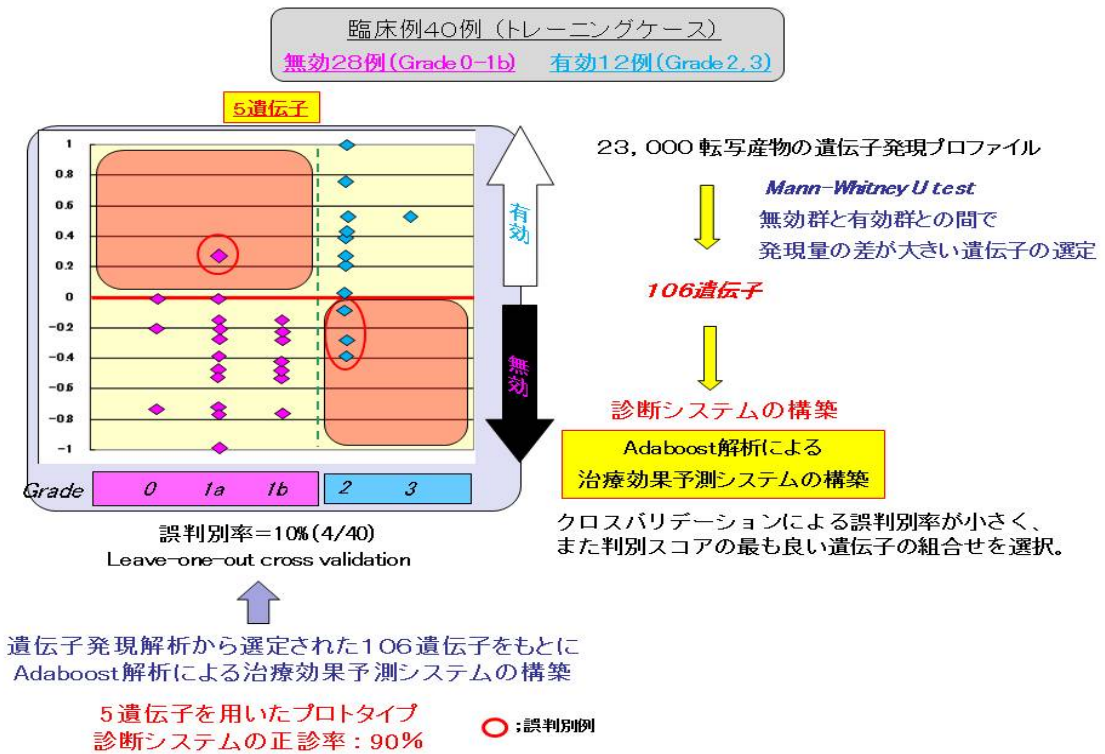 臨床例40例（トレーニングケース）
無効28例(Grade0-1b)　有効12例(Grade2,3)
5遺伝子
1
0.8
0.6
0.4
0.2
0
-0.2
-0.4
-0.6
-0.8
-1
有効
無効
Grade 0 1a 1b 2 3
誤判別率=10%(4/40)
Leave-one-out cross validation
遺伝子発現解析から選定された106遺伝子をもとに
Adaboost解析による治療効果予測システムの構築
5遺伝子を用いたプロトタイプ
診断システムの正診率：90%
;誤判別例
23,000転写産物の遺伝子発現プロファイル
Mann-Whitney U test
無効群と有効群との間で
発現量の差が大きい遺伝子の選定
106遺伝子
診断システムの構築
Adaboost解析による
治療効果予測システムの構築
クロスバリデーションによる誤判別率が小さく、
また判別スコアの最も良い遺伝子の組合せを選択。